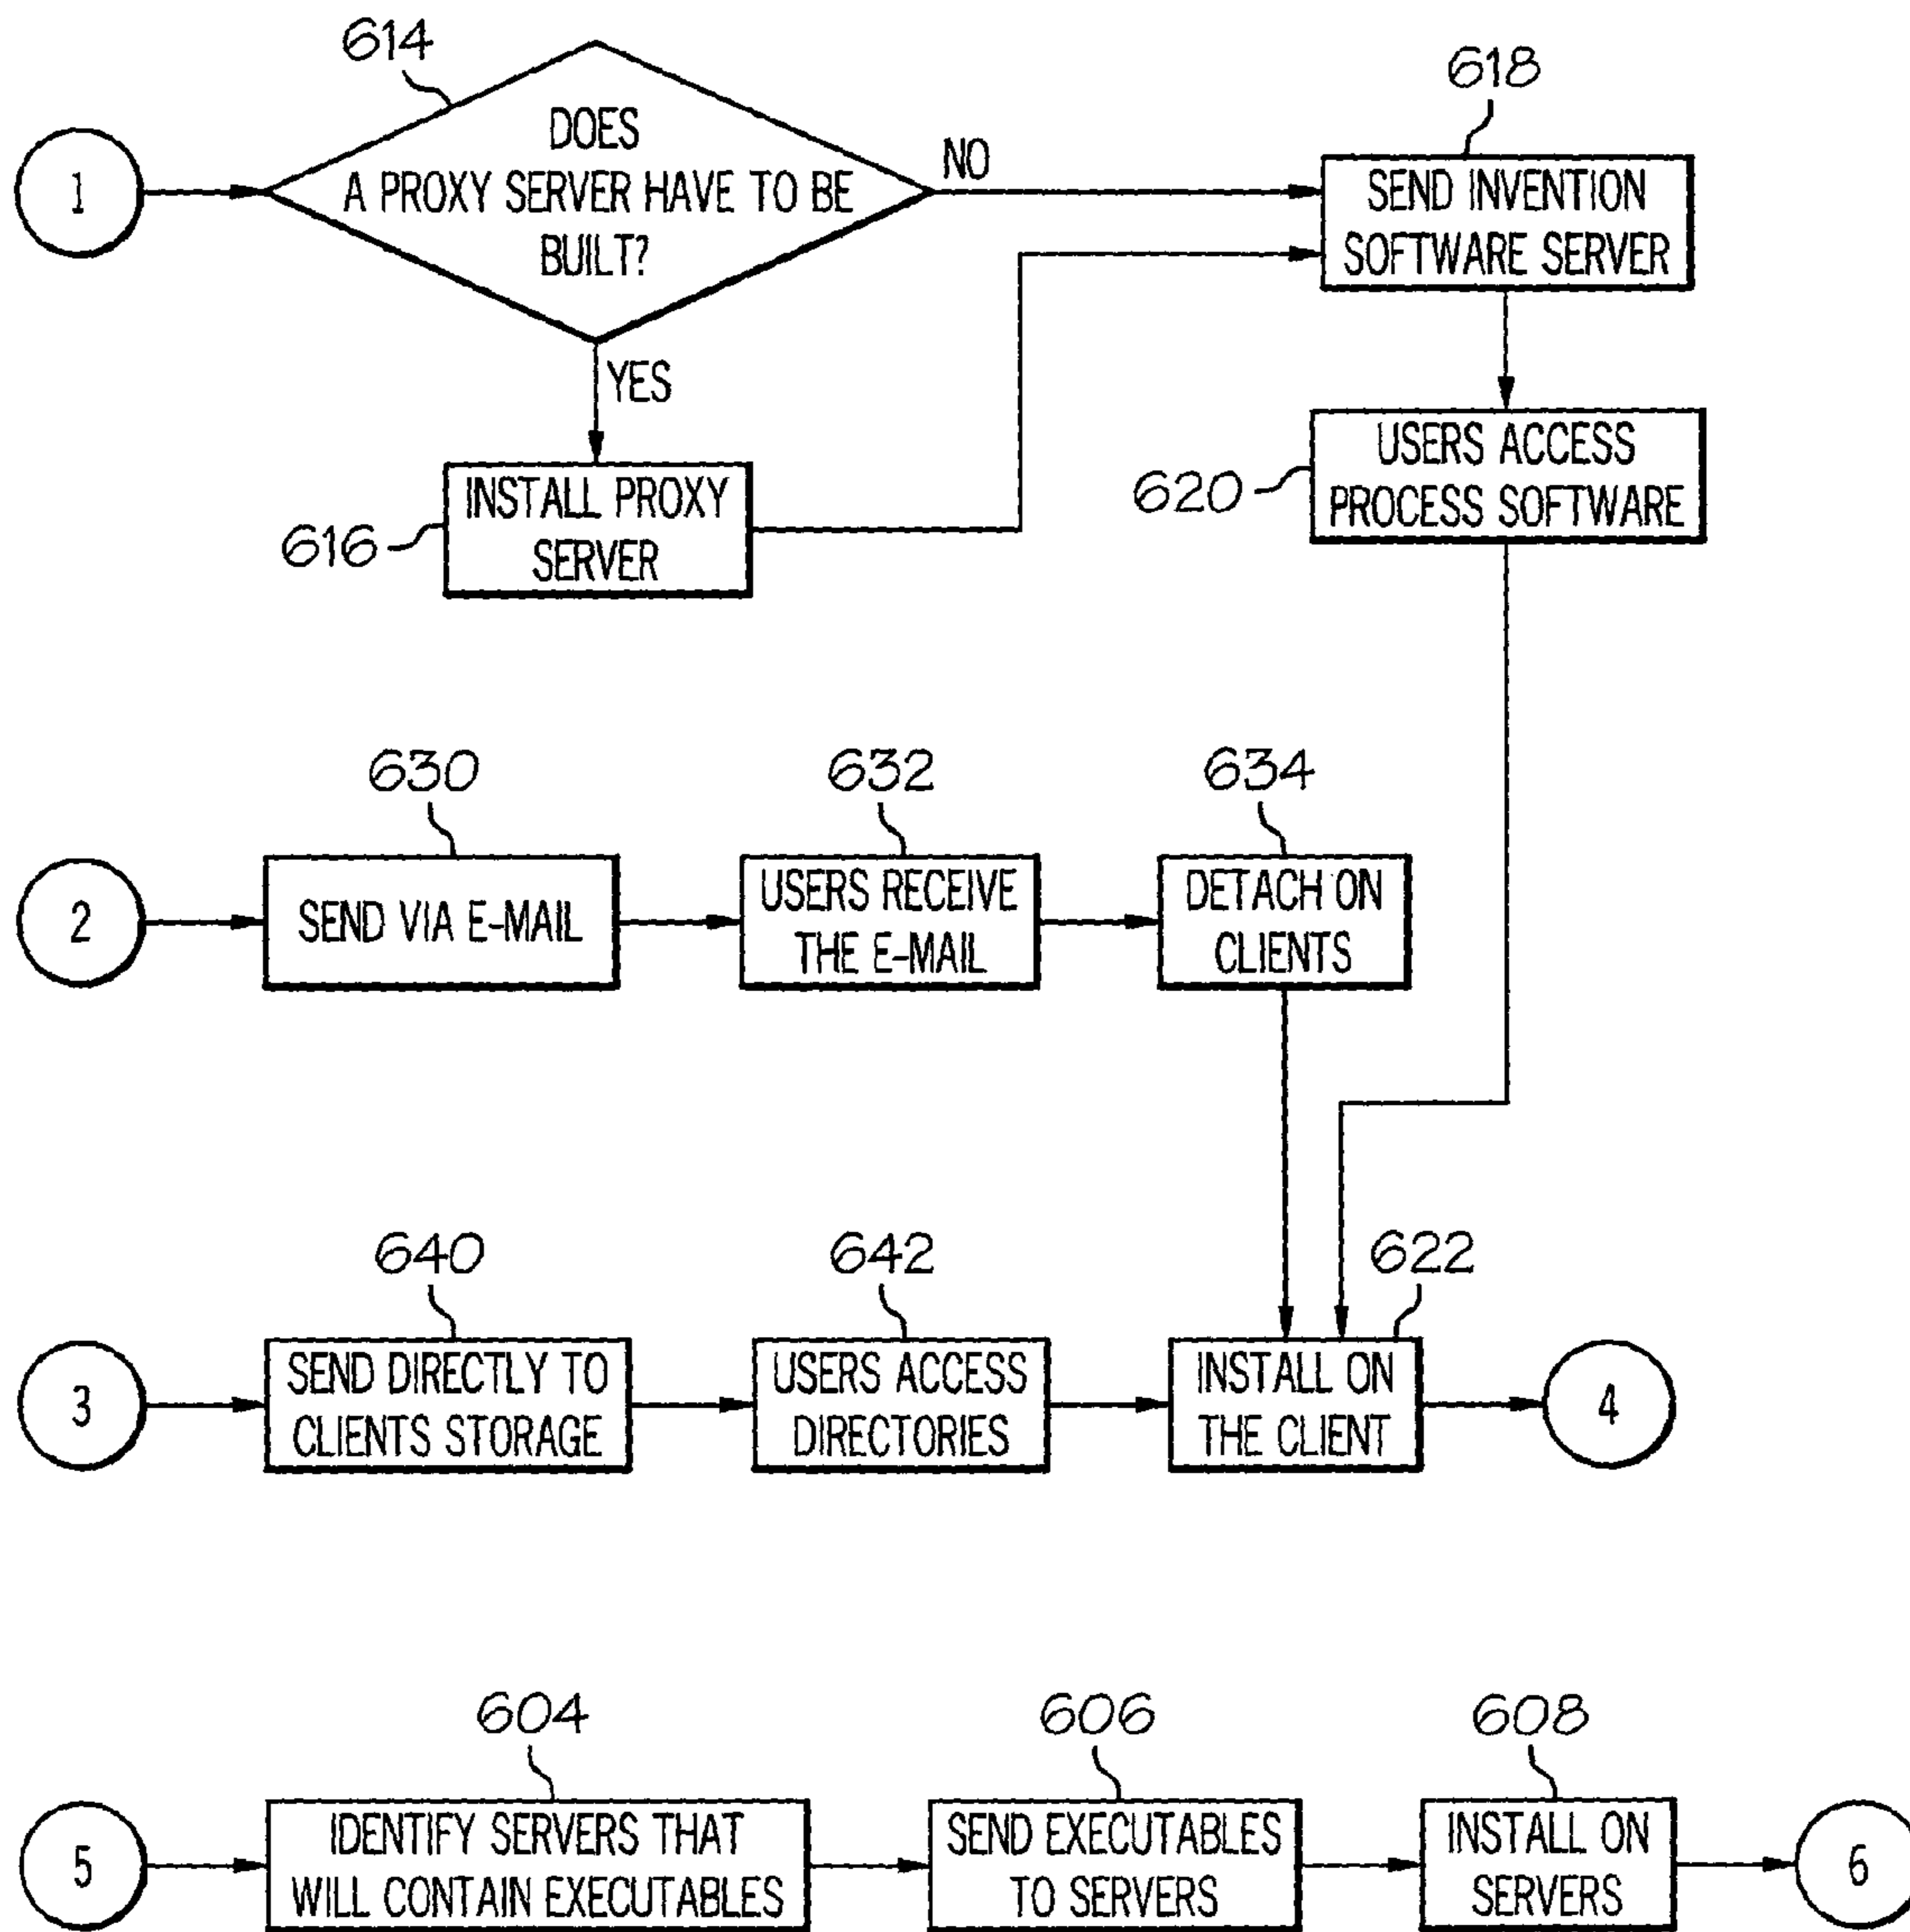 614
618
1
DOES
A PROXY SERVER HAVE TO BE
BUILT?
NO
SEND INVENTION
SOFTWARE SERVER
YES
616
INSTALL PROXY
SERVER
620
USERS ACCESS
PROCESS SOFTWARE
630
632
634
2
SEND VIA E-MAIL
USERS RECEIVE
THE E-MAIL
DETACH ON
CLIENTS
640
642
622
3
SEND DIRECTLY TO
CLIENTS STORAGE
USERS ACCESS
DIRECTORIES
INSTALL ON
THE CLIENT
4
604
606
608
5
IDENTIFY SERVERS THAT
WILL CONTAIN EXECUTABLES
SEND EXECUTABLES
TO SERVERS
INSTALL ON
SERVERS
6